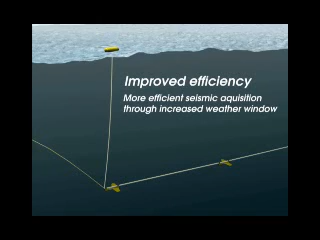 Improved efficiency
More efficient seismic aquisition
through increased weather window